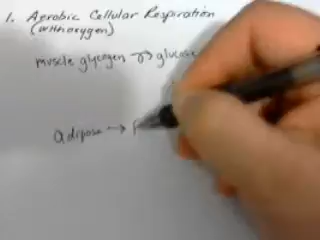 1. Aerobic Cellular Respiration
(with oxygen)
muscle glycogen → glucose
adipose → f